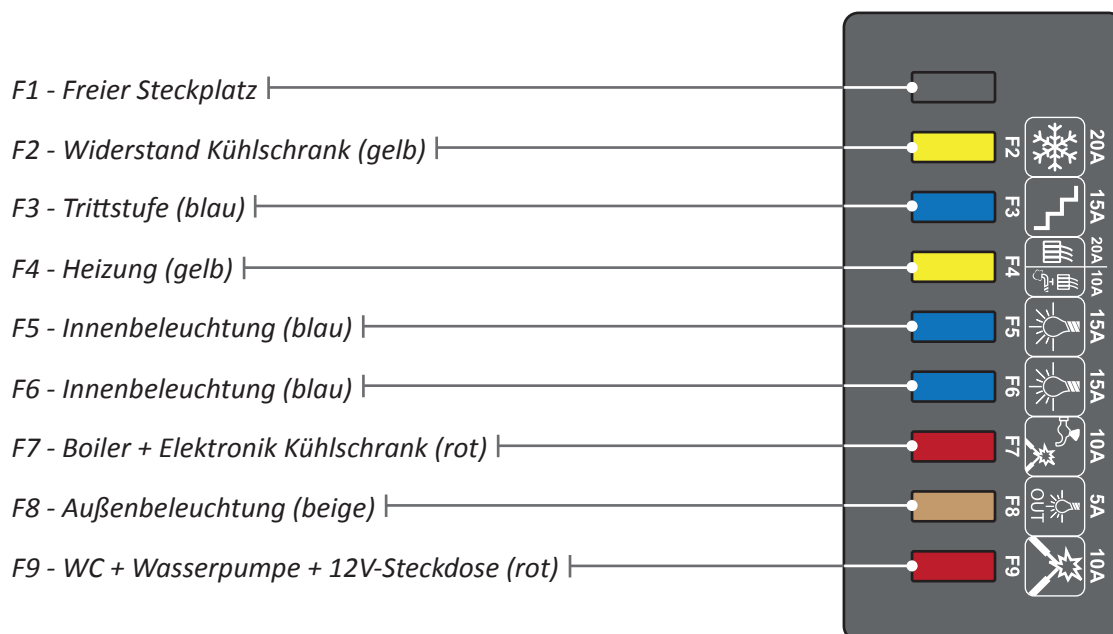 F1 - Freier Steckplatz
F2 - Widerstand Kühlschrank (gelb)
F2
20A
F3 - Trittstufe (blau)
F3
15A
F4 - Heizung (gelb)
F4
20A
10A
F5 - Innenbeleuchtung (blau)
F5
15A
F6 - Innenbeleuchtung (blau)
F6
15A
F7 - Boiler + Elektronik Kühlschrank (rot)
F7
10A
F8 - Außenbeleuchtung (beige)
F8
OUT
5A
F9 - WC + Wasserpumpe + 12V-Steckdose (rot)
F9
10A